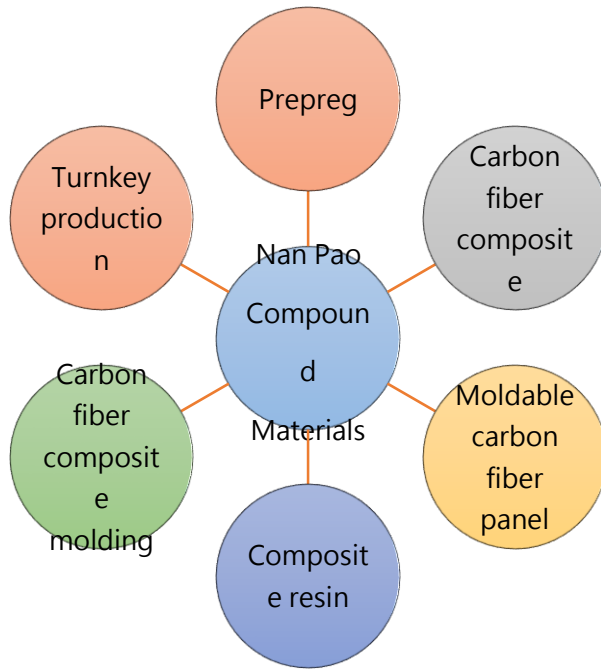 Prepreg
Turnkey
productio
n
Carbon
fiber
composit
e
Nan Pao
Compoun
d
Materials
Carbon
fiber
composit
e
molding
Moldable
carbon
fiber
panel
Composit
e resin